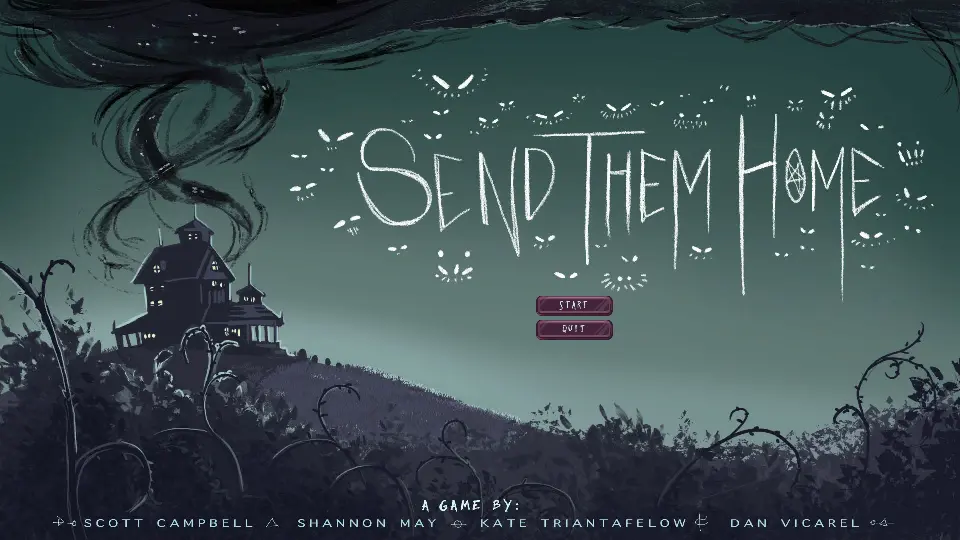 SEND THEM HOME
START
QUIT
A GAME BY:
SCOTT CAMPBELL SHANNON MAY KATE TRIANTAFELOW DAN VICAREL